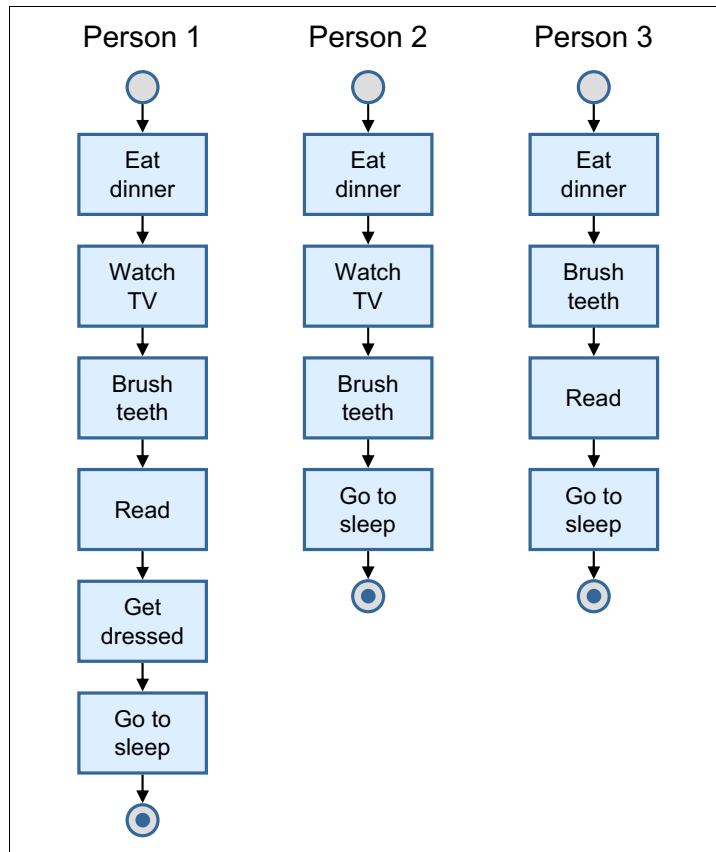 Person 1
Eat
dinner
Watch
TV
Brush
teeth
Read
Get
dressed
Go to
sleep
Person 2
Eat
dinner
Watch
TV
Brush
teeth
Go to
sleep
Person 3
Eat
dinner
Brush
teeth
Read
Go to
sleep